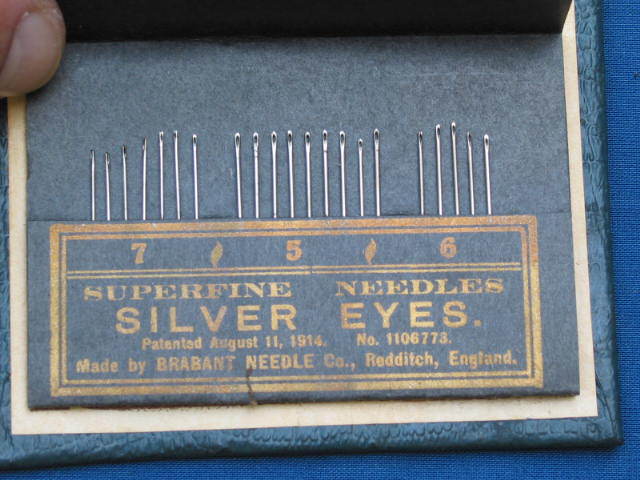 7 5 6
SUPERFINE NEEDLES
SILVER EYES.
Patented August 11, 1914. No. 1106773.
Made by BRABANT NEEDLE Co., Redditch, England.